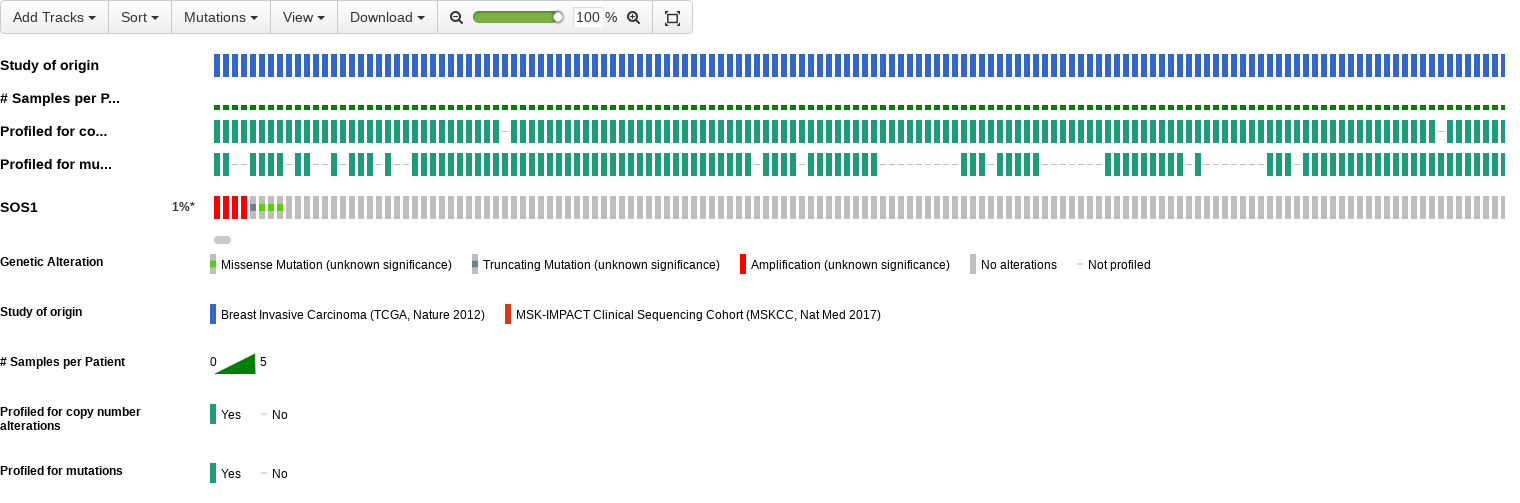 Add Tracks Sort Mutations View Download 100 %
Study of origin
# Samples per P...
Profiled for co...
Profiled for mu...
SOS1 1%*
Genetic Alteration Missense Mutation (unknown significance) Truncating Mutation (unknown significance) Amplification (unknown significance) No alterations Not profiled
Study of origin Breast Invasive Carcinoma (TCGA, Nature 2012) MSK-IMPACT Clinical Sequencing Cohort (MSKCC, Nat Med 2017)
# Samples per Patient 0 5
Profiled for copy number Yes No
alterations
Profiled for mutations Yes No